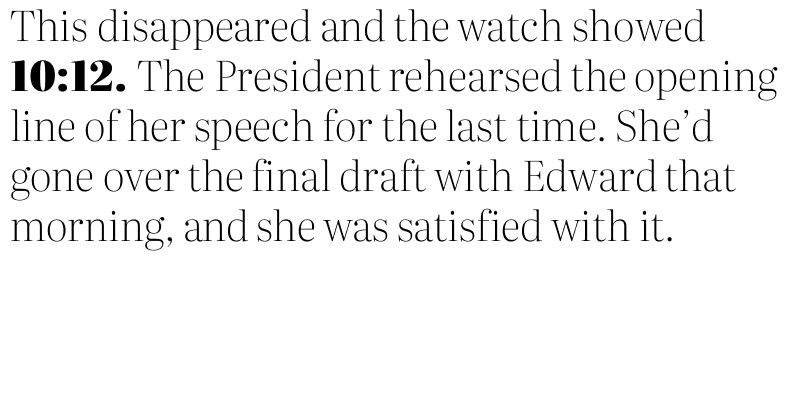 This disappeared and the watch showed
10:12. The President rehearsed the opening
line of her speech for the last time. She’d
gone over the final draft with Edward that
morning, and she was satisfied with it.